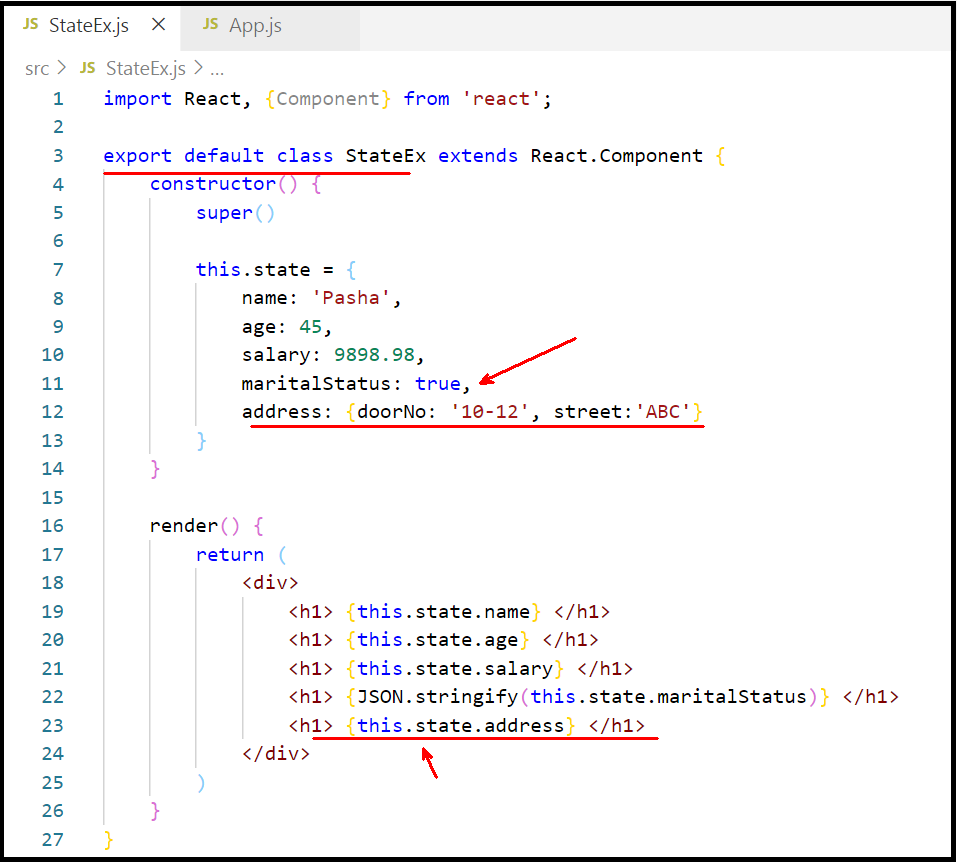 JS StateEx.js × JS App.js
src > JS StateEx.js > ...
1 import React, {Component} from 'react';
2
3 export default class StateEx extends React.Component {
4     constructor() {
5         super()
6
7         this.state = {
8             name: 'Pasha',
9             age: 45,
10             salary: 9898.98,
11             maritalStatus: true,
12             address: {doorNo: '10-12', street:'ABC'}
13         }
14     }
15
16     render() {
17         return (
18             <div>
19                 <h1> {this.state.name} </h1>
20                 <h1> {this.state.age} </h1>
21                 <h1> {this.state.salary} </h1>
22                 <h1> {JSON.stringify(this.state.maritalStatus)} </h1>
23                 <h1> {this.state.address} </h1>
24             </div>
25         )
26     }
27 }